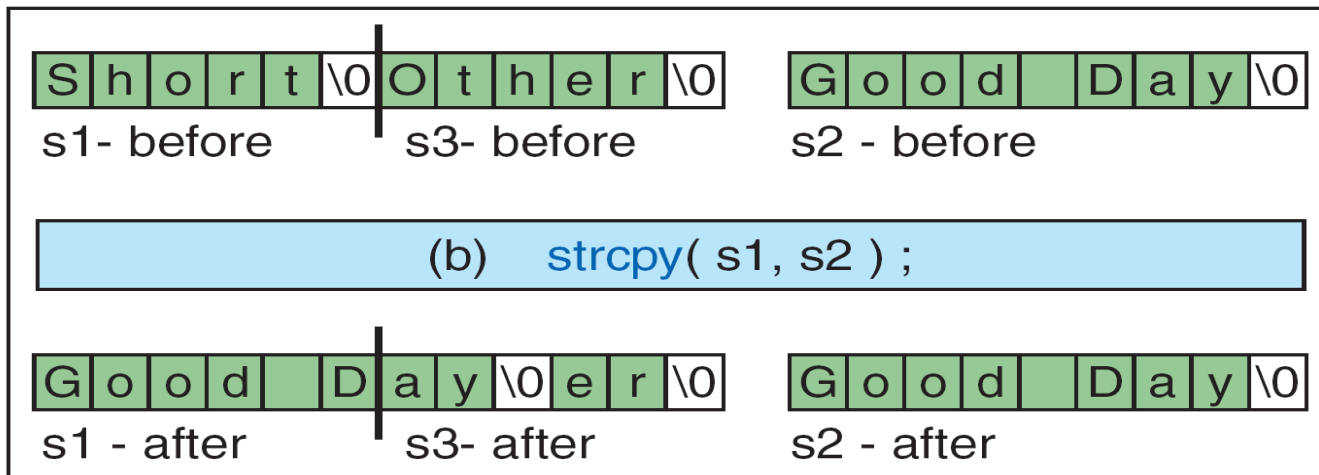 S h o r t \0 O t h e r \0 G o o d D a y \0
s1- before s3- before s2 - before
(b) strcpy( s1, s2 ) ;
G o o d D a y \0 e r \0 G o o d D a y \0
s1 - after s3- after s2 - after